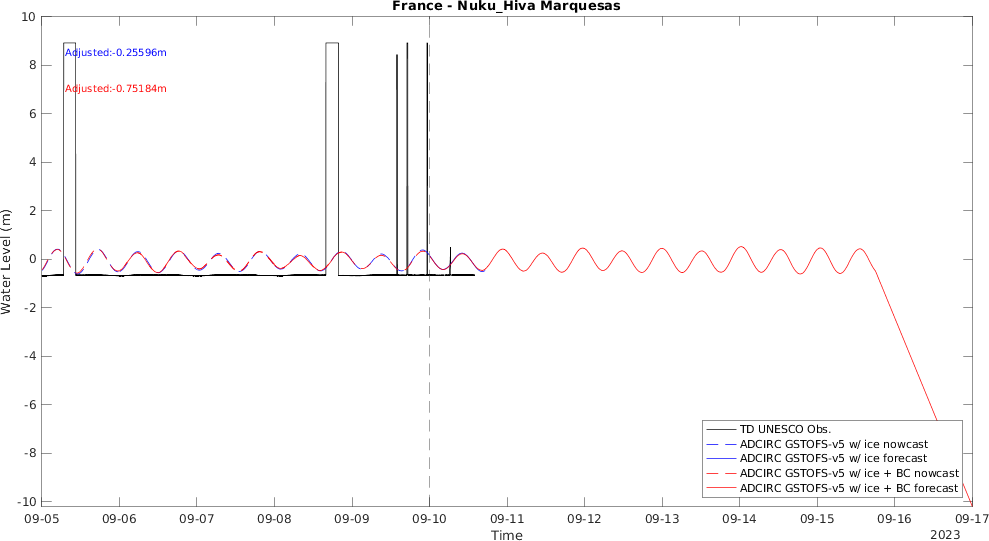 France - Nuku_Hiva Marquesas
10
8
6
4
2
0
-2
-4
-6
-8
-10
Water Level (m)
Adjusted:-0.25596m
Adjusted:-0.75184m
TD UNESCO Obs.
ADCIRC GSTOFS-v5 w/ ice nowcast
ADCIRC GSTOFS-v5 w/ ice forecast
ADCIRC GSTOFS-v5 w/ ice + BC nowcast
ADCIRC GSTOFS-v5 w/ ice + BC forecast
09-05 09-06 09-07 09-08 09-09 09-10 09-11 09-12 09-13 09-14 09-15 09-16 09-17
Time
2023